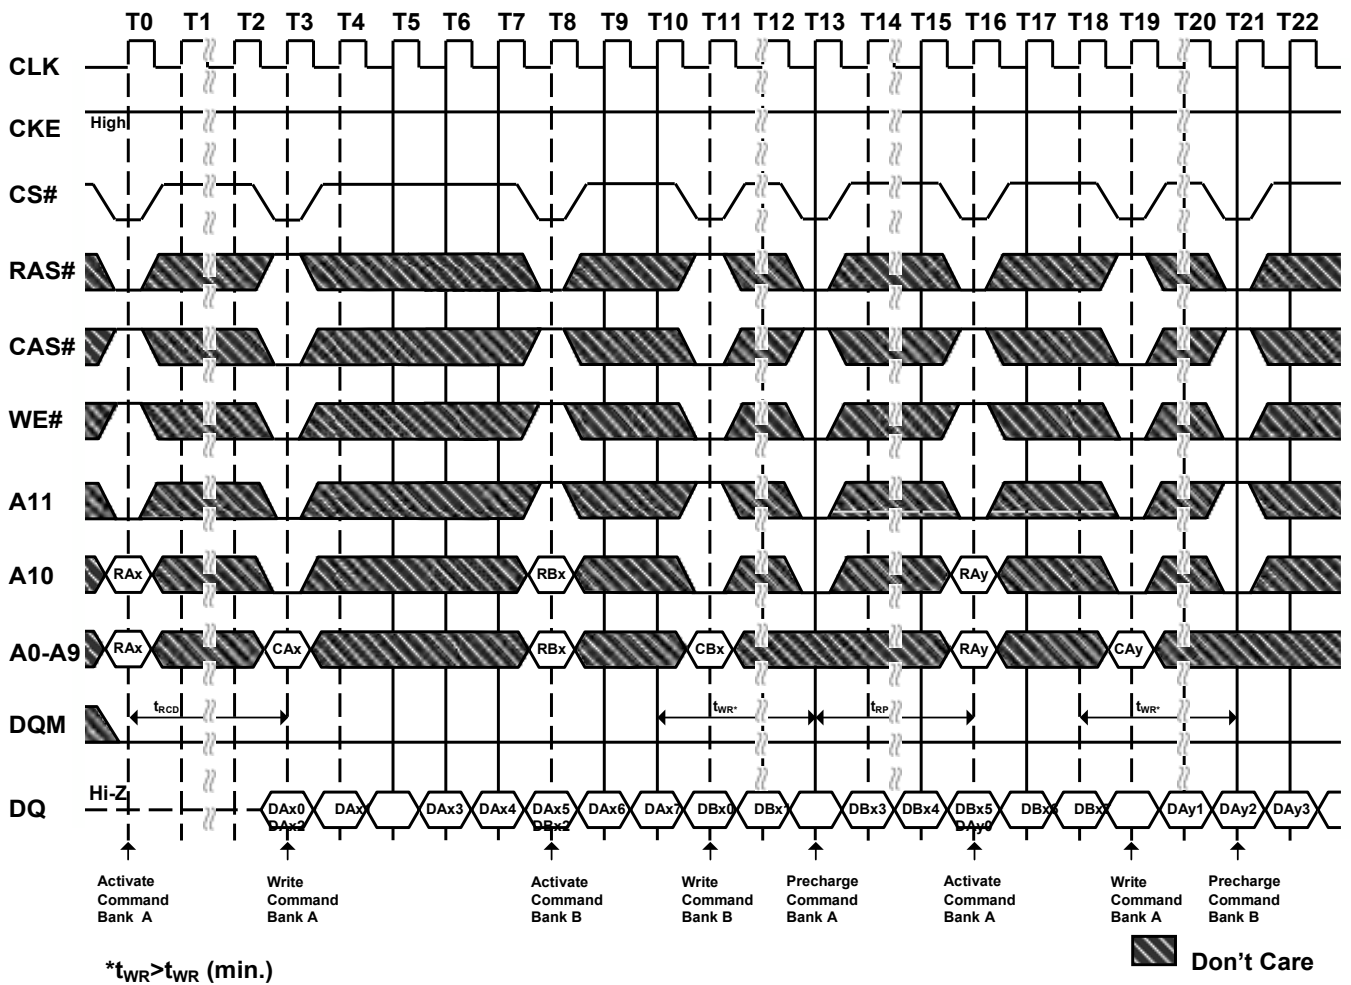 T0 T1 T2 T3 T4 T5 T6 T7 T8 T9 T10 T11 T12 T13 T14 T15 T16 T17 T18 T19 T20 T21 T22
CLK
CKE High
CS#
RAS#
CAS#
WE#
A11
A10 RAx RBx RAy
A0-A9 RAx CAx RBx CBx RAy CAy
DQM tRCD tWR* tRP tWR*
DQ Hi-Z DAx0 DAx DAx3 DAx4 DAx5 DAx6 DAx7 DBx0 DBx1 DBx3 DBx4 DBx5 DBx6 DBx DAy1 DAy2 DAy3
DAx2 DBx2 DAy0
Activate Write Activate Write Precharge Activate Write Precharge
Command Command Command Command Command Command Command Command
Bank A Bank A Bank B Bank B Bank A Bank A Bank A Bank B
*tWR>tWR (min.)
Don't Care